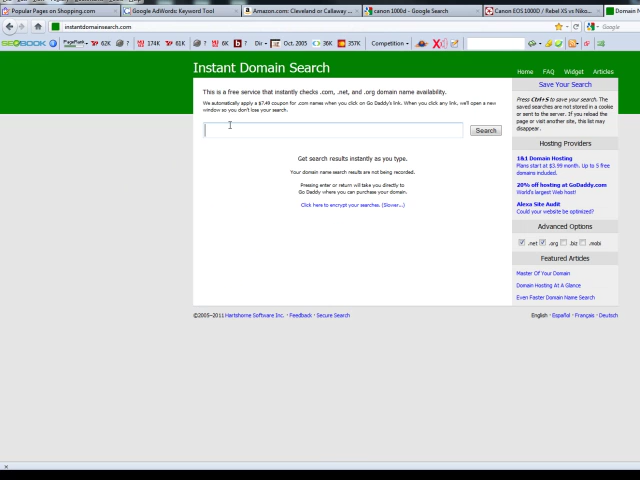 Popular Pages on Shopping.com
Google AdWords: Keyword Tool
Amazon.com: Cleveland or Callaway ...
canon 1000d - Google Search
Canon EOS 1000D / Rebel XS vs Niko...
Domain N
instantdomainsearch.com
Google
SEOBOOK
PageRank
62K
?
174K
61K
?
6K
?
Dir
Oct. 2005
36K
357K
Competition
Instant Domain Search
Home FAQ Widget Articles
This is a free service that instantly checks .com, .net, and .org domain name availability.
We automatically apply a $7.49 coupon for .com names when you click on Go Daddy's link. When you click any link, we'll open a new
window so you don't lose your search.
Search
Get search results instantly as you type.
Your domain name search results are not being recorded.
Pressing enter or return will take you directly to
Go Daddy where you can purchase your domain.
Click here to encrypt your searches. (Slower...)
Save Your Search
Press Ctrl+S to save your search. The
saved searches are not stored in a cookie
or sent to the server. If you reload the
page or visit another site, this list may
disappear.
Hosting Providers
1&1 Domain Hosting
Plans start at $3.99 month. Up to 5 free
domains included.
20% off hosting at GoDaddy.com
World's largest Web host!
Alexa Site Audit
Could your website be optimized?
Advanced Options
.net .org .biz .mobi
Featured Articles
Master Of Your Domain
Domain Hosting At A Glance
Even Faster Domain Name Search
©2005-2011 Hartshorne Software Inc. · Feedback · Secure Search
English · Español · Français · Deutsch